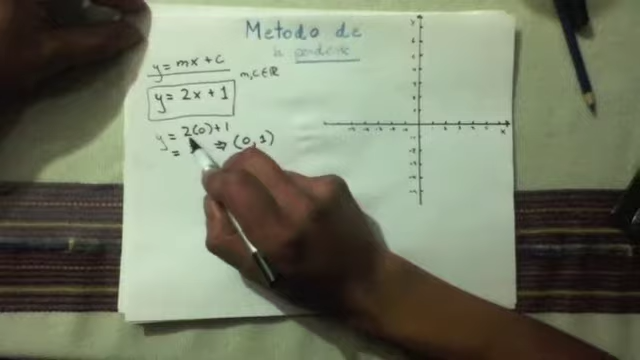 Metodo de
la pendiente
y = mx + c
m, c ∈ ℝ
y = 2x + 1
y = 2(0) + 1
= ⇒ (0, 1)
y
x